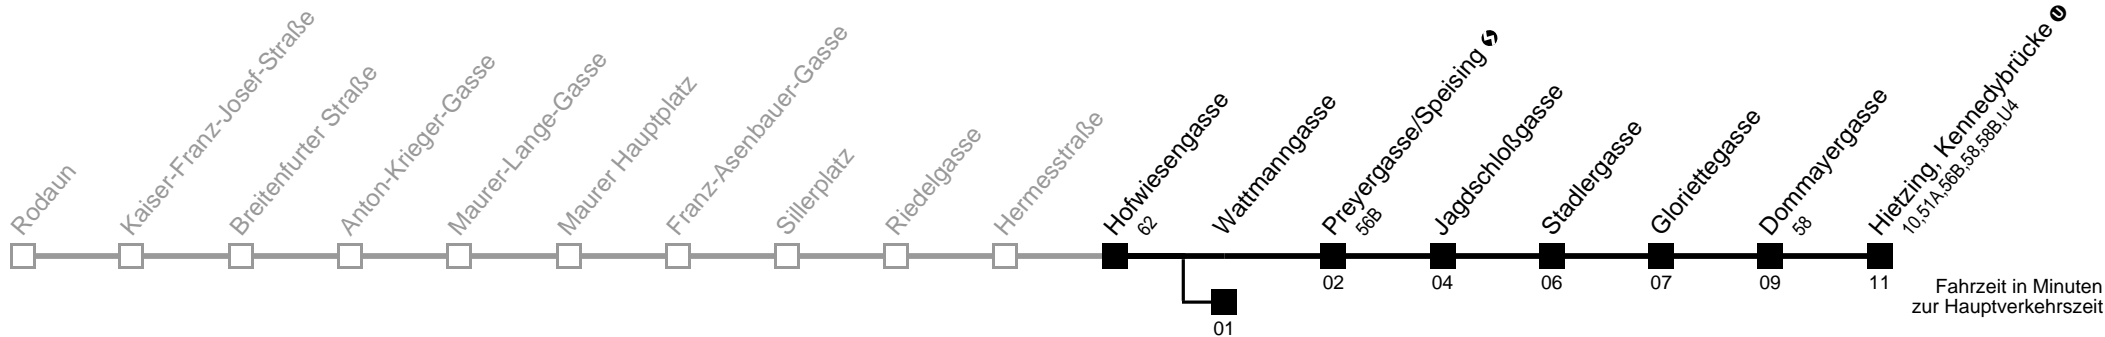 Rodaun
Kaiser-Franz-Josef-Straße
Breitenfurter Straße
Anton-Krieger-Gasse
Maurer-Lange-Gasse
Maurer Hauptplatz
Franz-Asenbauer-Gasse
Sillerplatz
Riedelgasse
Hermesstraße
Hofwiesengasse
62
Wattmanngasse
Preyergasse/Speising S
56B
Jagdschloßgasse
Stadlergasse
Gloriettegasse
Dommayergasse
58
Hietzing, Kennedybrücke U
10,51A,56B,58,58B,U4
02
04
06
07
09
11
01
Fahrzeit in Minuten
zur Hauptverkehrszeit